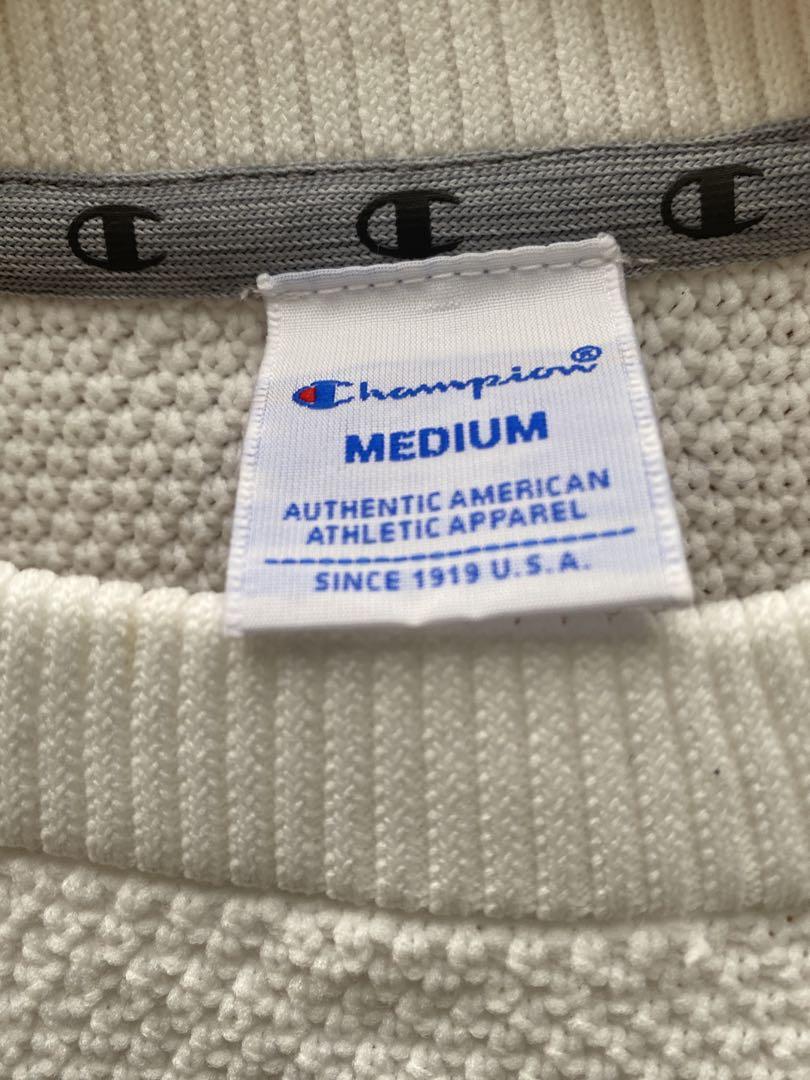 Champion®
MEDIUM
AUTHENTIC AMERICAN
ATHLETIC APPAREL
SINCE 1919 U.S.A.